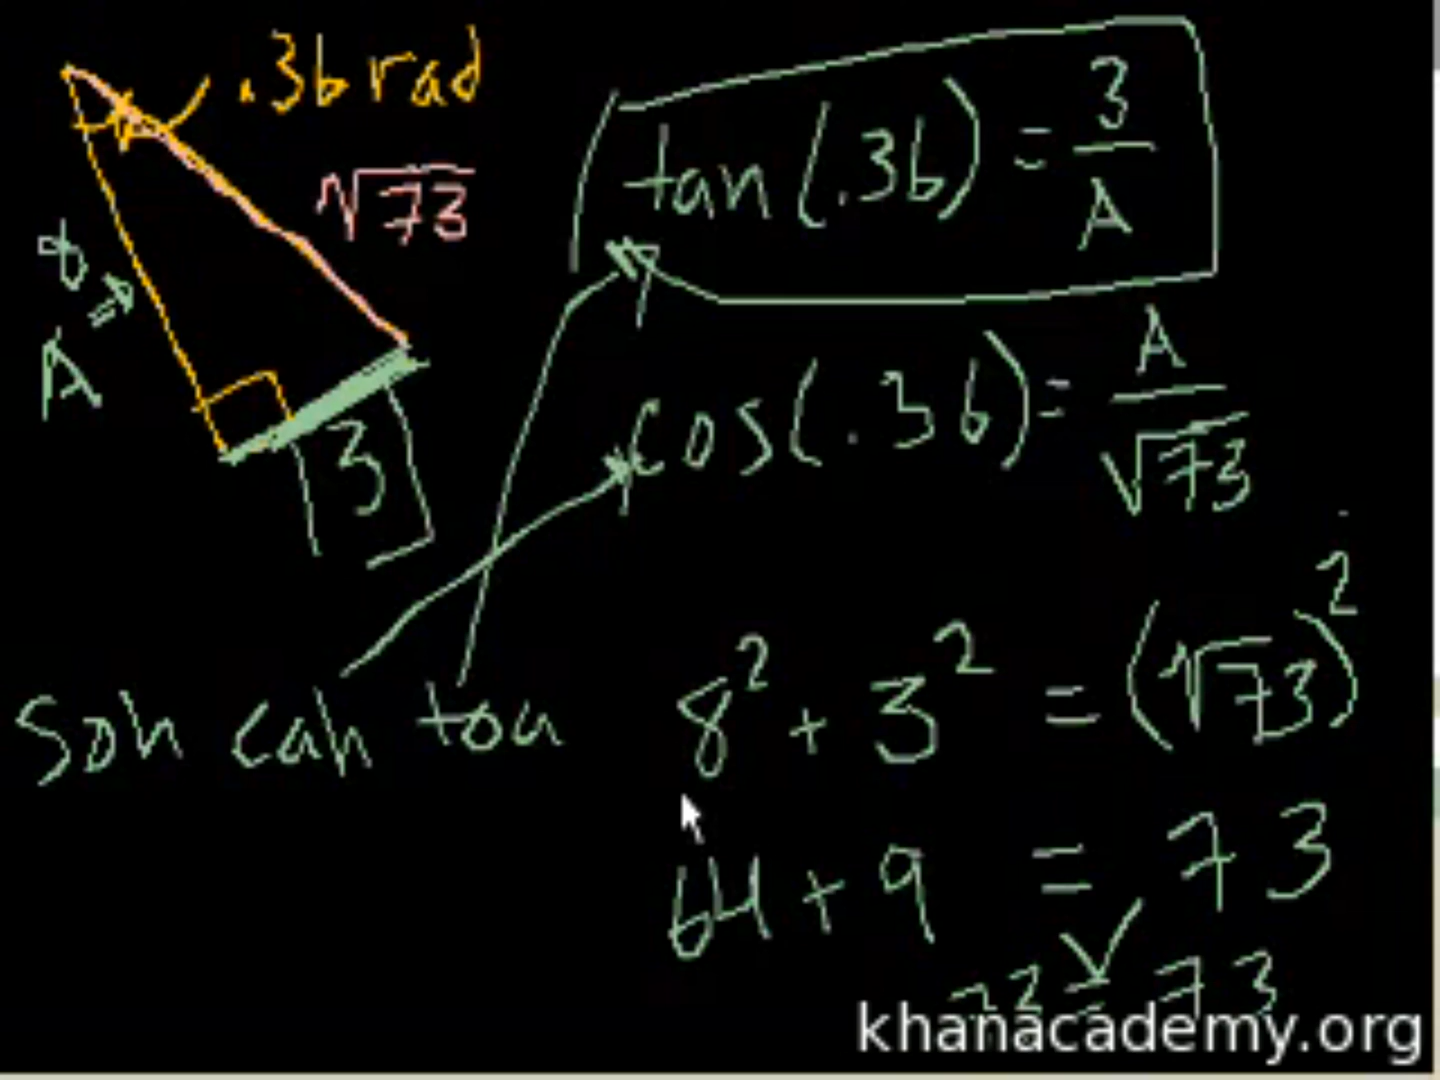 .36 rad
√73
8
A
3
tan(.36) = 3/A
cos(.36) = A/√73
Soh cah toa
8² + 3² = (√73)²
64 + 9 = 73
73 = 73
khanacademy.org